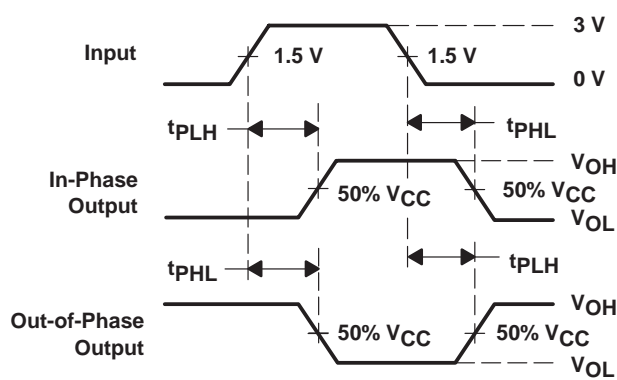 3 V
Input
1.5 V
1.5 V
0 V
tPLH
tPHL
VOH
In-Phase
Output
50% VCC
50% VCC
VOL
tPHL
tPLH
VOH
Out-of-Phase
Output
50% VCC
50% VCC
VOL